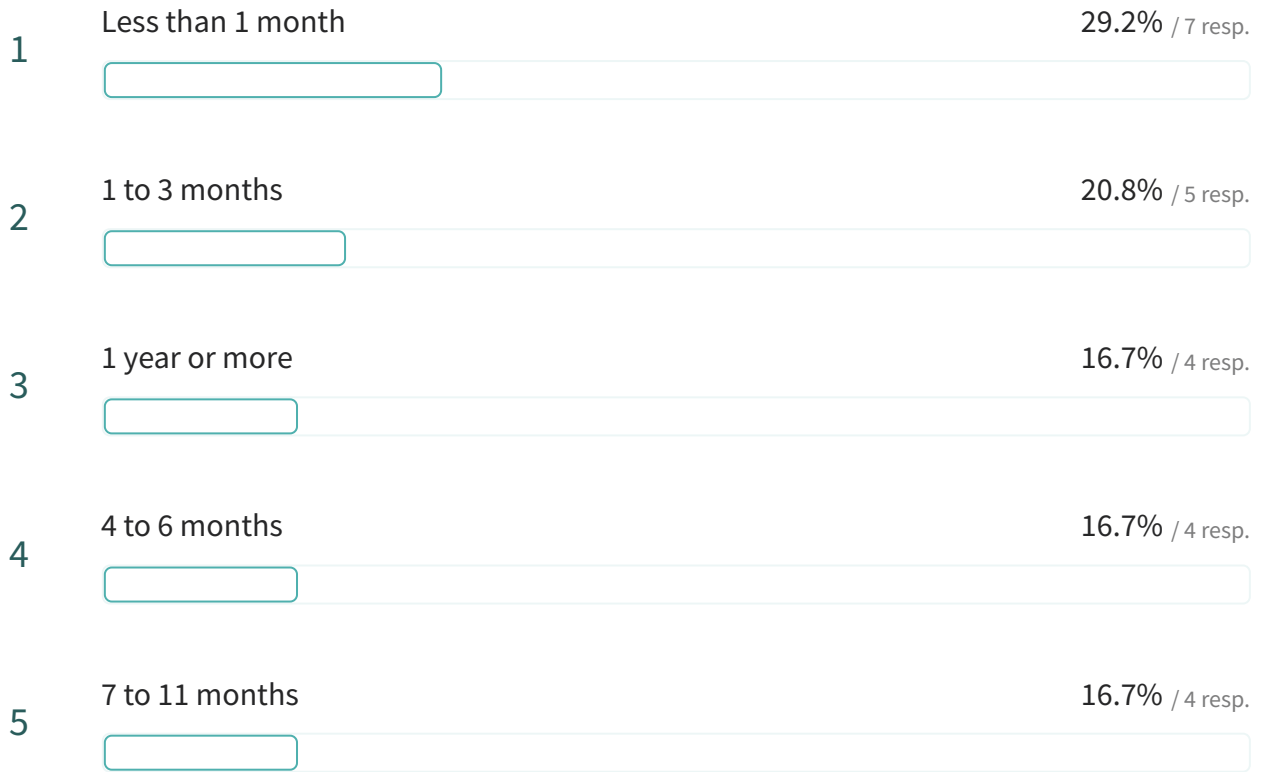 1 Less than 1 month 29.2% / 7 resp.
2 1 to 3 months 20.8% / 5 resp.
3 1 year or more 16.7% / 4 resp.
4 4 to 6 months 16.7% / 4 resp.
5 7 to 11 months 16.7% / 4 resp.